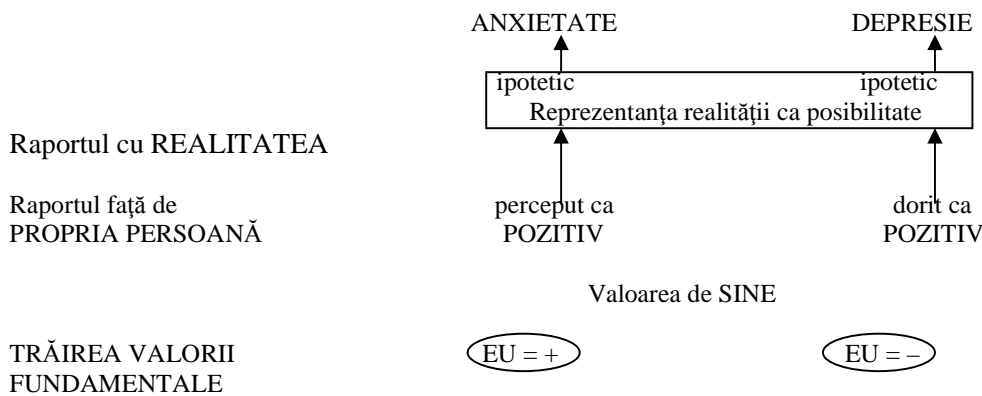 ANXIETATE DEPRESIE
ipotetic ipotetic
Reprezentanţa realităţii ca posibilitate
Raportul cu REALITATEA
Raportul faţă de perceput ca dorit ca
PROPRIA PERSOANĂ POZITIV POZITIV
Valoarea de SINE
TRĂIREA VALORII EU = + EU = –
FUNDAMENTALE